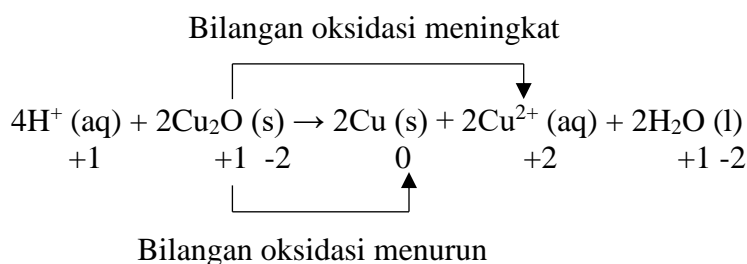 Bilangan oksidasi meningkat
4H⁺ (aq) + 2Cu₂O (s) → 2Cu (s) + 2Cu²⁺ (aq) + 2H₂O (l)
+1 +1 -2 0 +2 +1 -2
Bilangan oksidasi menurun